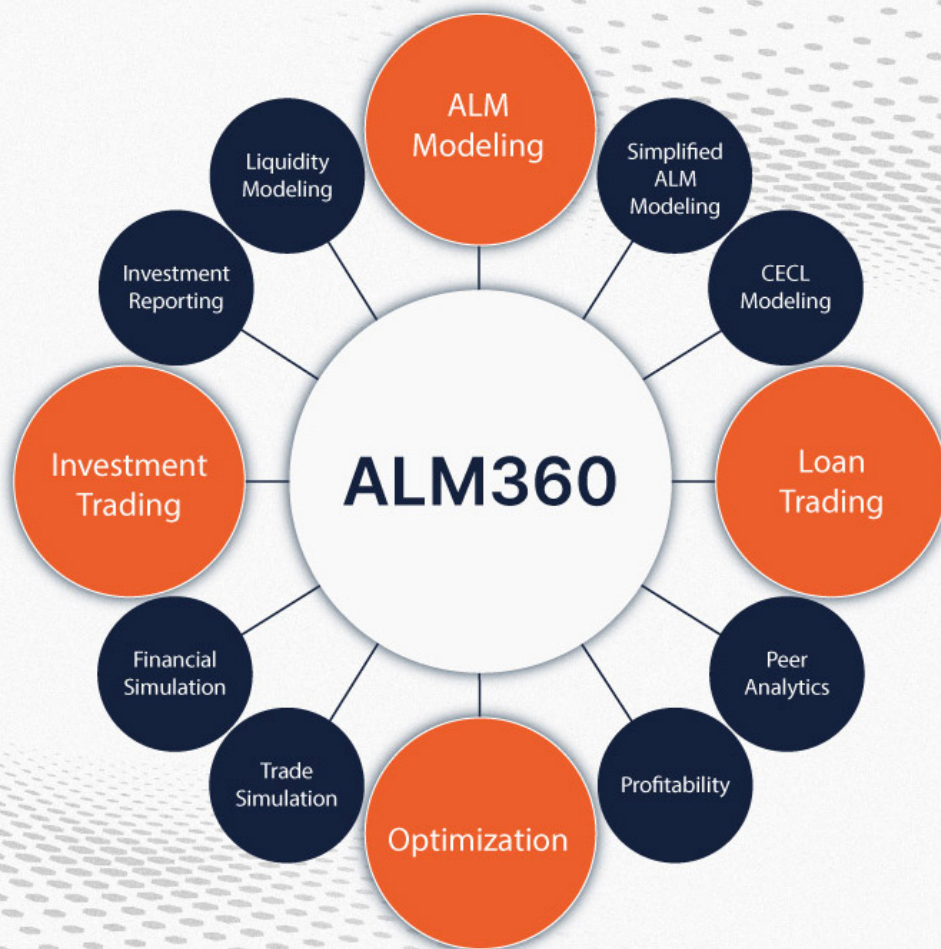 ALM
Modeling
Liquidity
Modeling
Simplified
ALM
Modeling
Investment
Reporting
CECL
Modeling
Investment
Trading
ALM360
Loan
Trading
Financial
Simulation
Peer
Analytics
Trade
Simulation
Profitability
Optimization